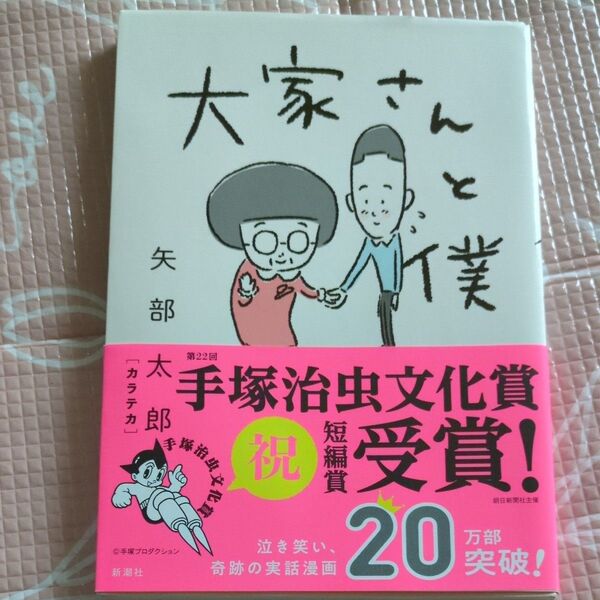 大家さんと僕
矢部太郎
[カラテカ]
第22回
手塚治虫文化賞
短編賞
受賞!
祝
手塚治虫文化賞
朝日新聞社主催
20万部
突破!
泣き笑い、
奇跡の実話漫画
©手塚プロダクション
新潮社